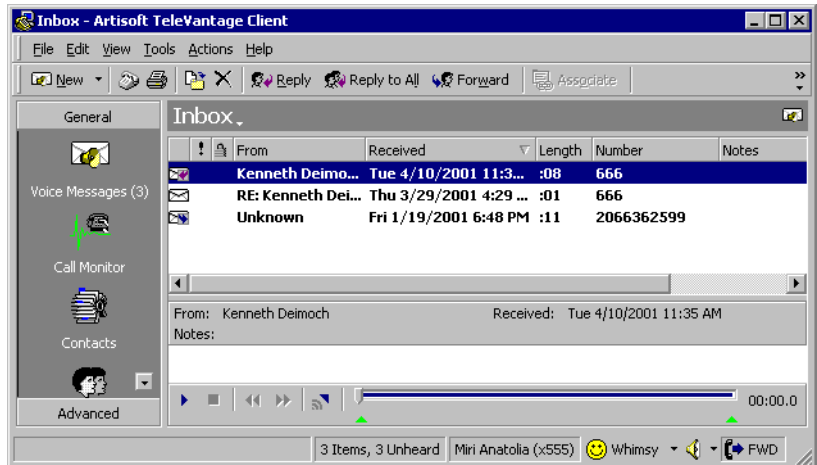 Inbox - Artisoft TeleVantage Client
File Edit View Tools Actions Help
New Reply Reply to All Forward Associate
General Inbox
! From Received Length Number Notes
Kenneth Deimo... Tue 4/10/2001 11:3... :08 666
Voice Messages (3) RE: Kenneth Dei... Thu 3/29/2001 4:29 ... :01 666
Unknown Fri 1/19/2001 6:48 PM :11 2066362599
Call Monitor
From: Kenneth Deimoch Received: Tue 4/10/2001 11:35 AM
Notes:
Contacts
Advanced 00:00.0
3 Items, 3 Unheard Miri Anatolia (x555) Whimsy FWD